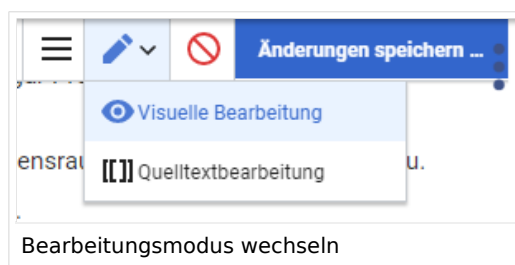 Änderungen speichern ...
Visuelle Bearbeitung
[[]] Quelltextbearbeitung
u.
Bearbeitungsmodus wechseln